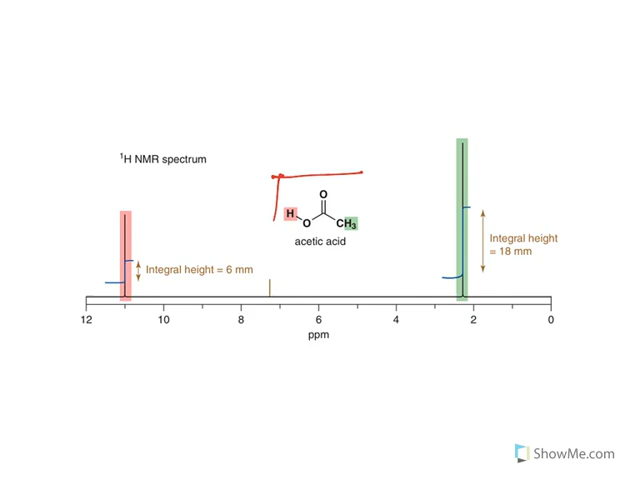 ¹H NMR spectrum
O
H
O
CH₃
acetic acid
Integral height = 6 mm
Integral height
= 18 mm
12 10 8 6 4 2 0
ppm
ShowMe.com